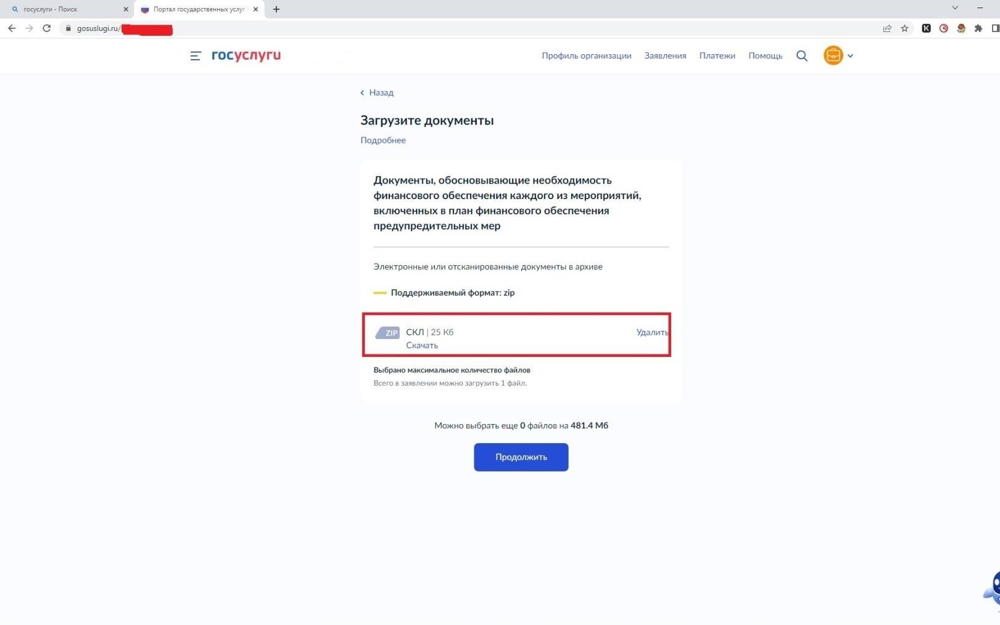 госуслуги - Поиск
Портал государственных услуг
gosuslugi.ru/
госуслуги
Профиль организации Заявления Платежи Помощь
Назад
Загрузите документы
Подробнее
Документы, обосновывающие необходимость
финансового обеспечения каждого из мероприятий,
включенных в план финансового обеспечения
предупредительных мер
Электронные или отсканированные документы в архиве
Поддерживаемый формат: zip
ZIP СКЛ | 25 Кб Удалить
Скачать
Выбрано максимальное количество файлов
Всего в заявлении можно загрузить 1 файл.
Можно выбрать еще 0 файлов на 481.4 Мб
Продолжить